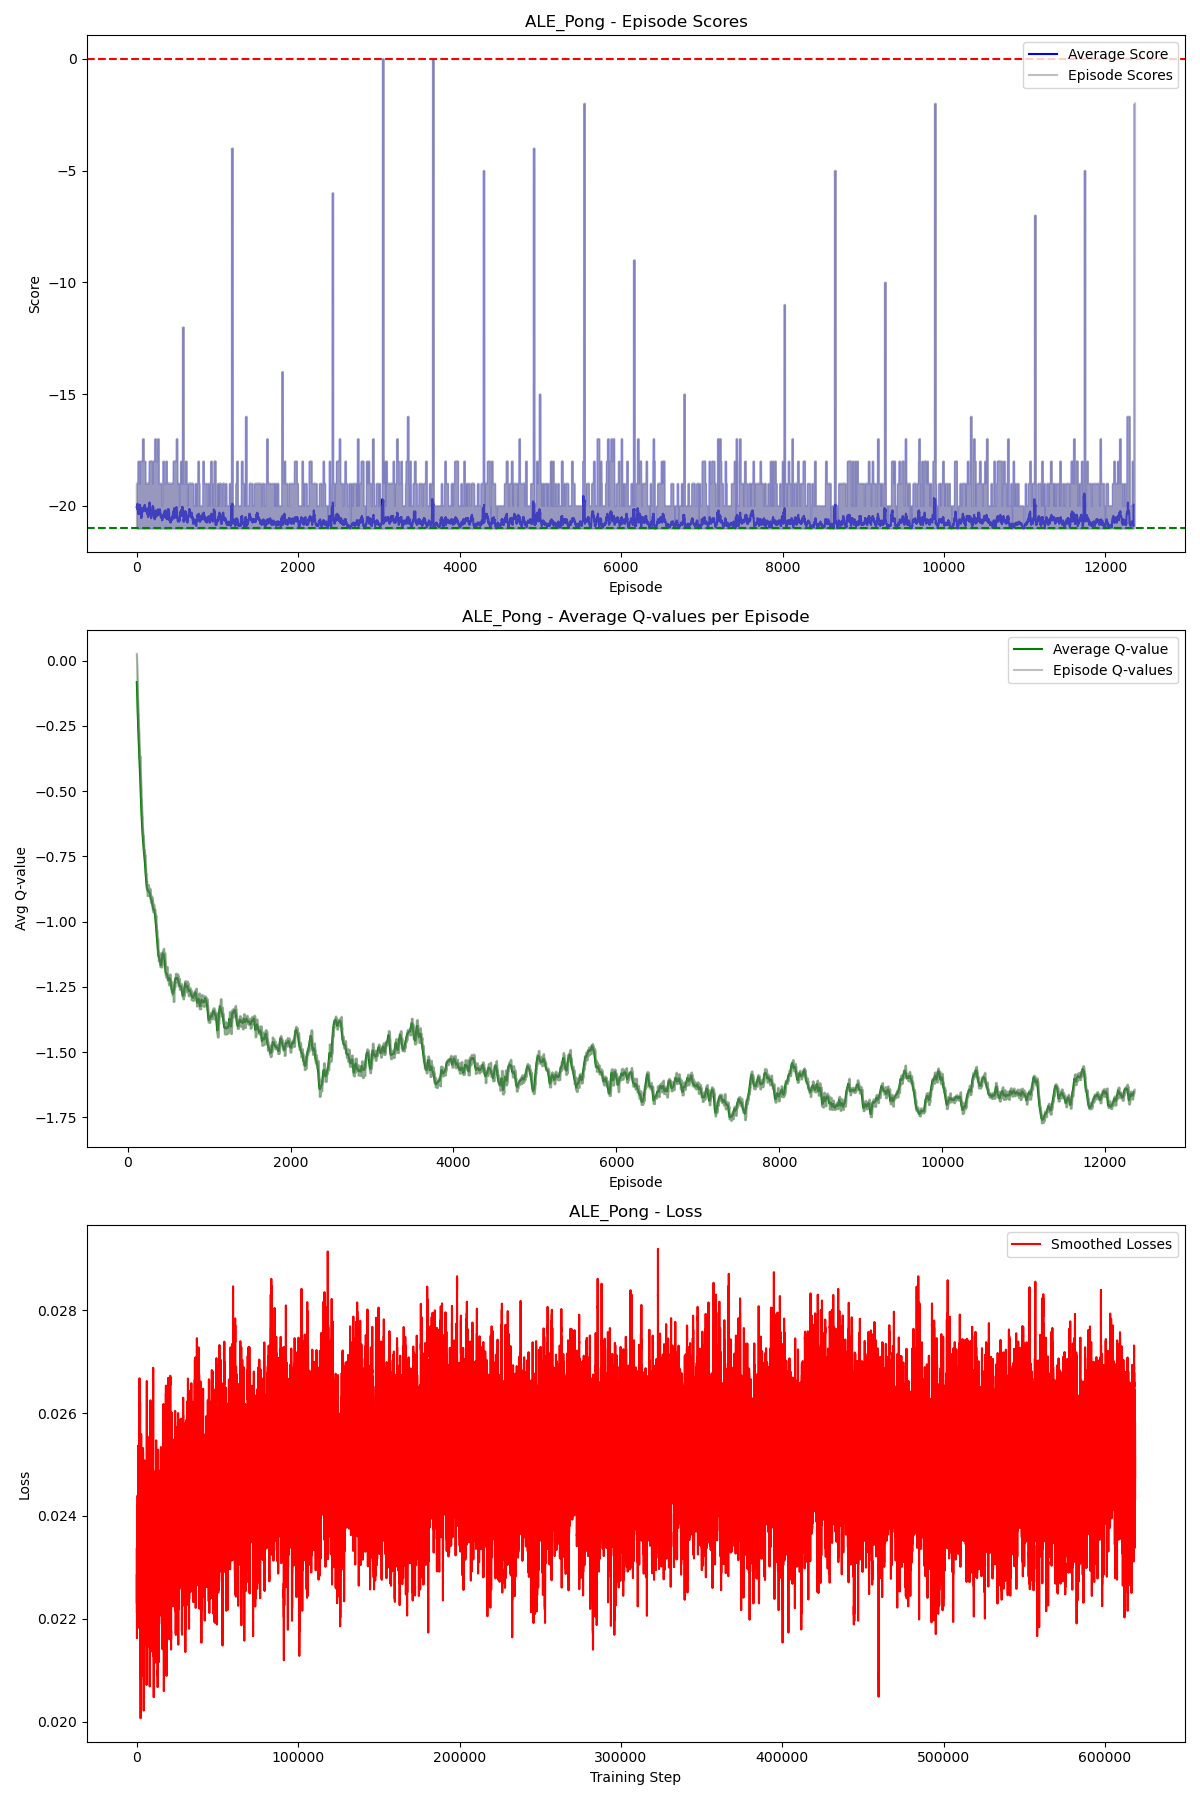 ALE_Pong - Episode Scores
Average Score
Episode Scores
0
−5
−10
−15
−20
Score
0 2000 4000 6000 8000 10000 12000
Episode
ALE_Pong - Average Q-values per Episode
Average Q-value
Episode Q-values
0.00
−0.25
−0.50
−0.75
−1.00
−1.25
−1.50
−1.75
Avg Q-value
0 2000 4000 6000 8000 10000 12000
Episode
ALE_Pong - Loss
Smoothed Losses
0.028
0.026
0.024
0.022
0.020
Loss
0 100000 200000 300000 400000 500000 600000
Training Step